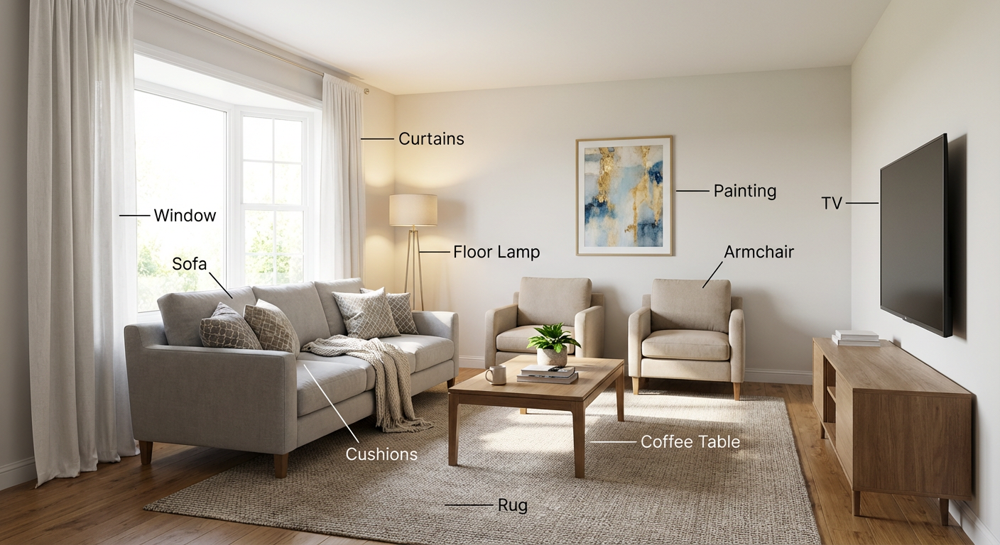 Curtains
Painting
TV
Window
Floor Lamp
Armchair
Sofa
Coffee Table
Cushions
Rug